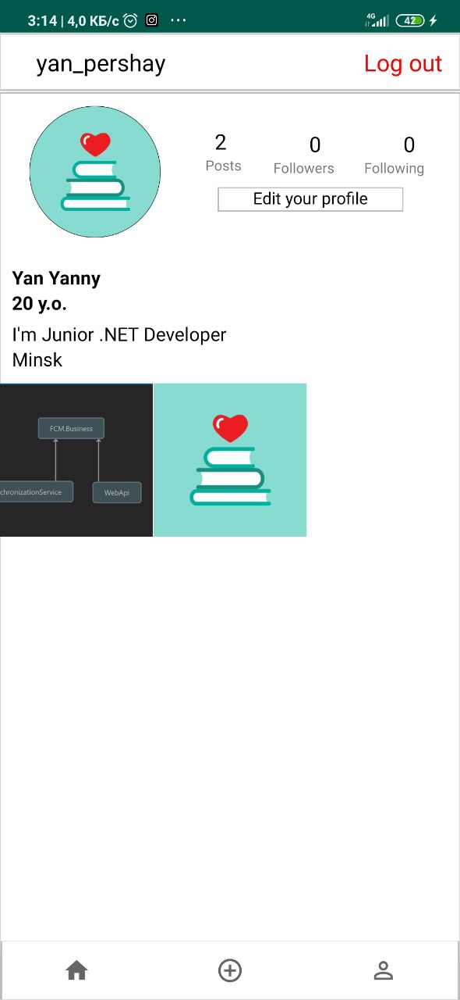 3:14 | 4,0 КБ/с ... 4G 42
yan_pershay Log out
2 0 0
Posts Followers Following
Edit your profile
Yan Yanny
20 y.o.
I'm Junior .NET Developer
Minsk
FCM.Business
chronizationService WebApi